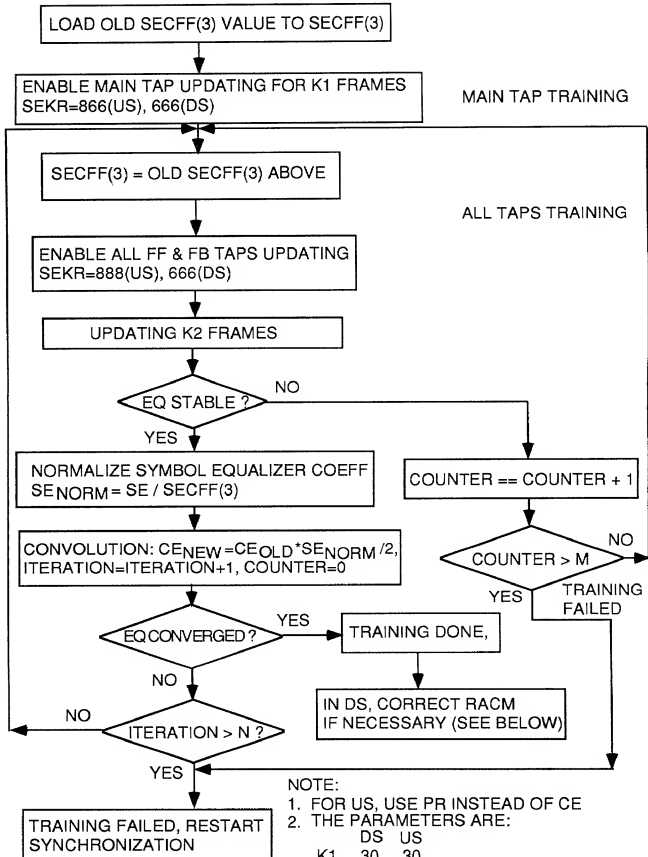 LOAD OLD SECFF(3) VALUE TO SECFF(3)
ENABLE MAIN TAP UPDATING FOR K1 FRAMES
SEKR=866(US), 666(DS)
MAIN TAP TRAINING
SECFF(3) = OLD SECFF(3) ABOVE
ALL TAPS TRAINING
ENABLE ALL FF & FB TAPS UPDATING
SEKR=888(US), 666(DS)
UPDATING K2 FRAMES
EQ STABLE ?
NO
YES
NORMALIZE SYMBOL EQUALIZER COEFF
SENORM = SE / SECFF(3)
COUNTER == COUNTER + 1
CONVOLUTION: CENEW=CEOLD*SENORM/2,
ITERATION=ITERATION+1, COUNTER=0
COUNTER > M
NO
YES
TRAINING
FAILED
EQ CONVERGED ?
YES
TRAINING DONE,
NO
IN DS, CORRECT RACM
IF NECESSARY (SEE BELOW)
NO
ITERATION > N ?
YES
NOTE:
1. FOR US, USE PR INSTEAD OF CE
2. THE PARAMETERS ARE:
DS US
K1 30 30
TRAINING FAILED, RESTART
SYNCHRONIZATION